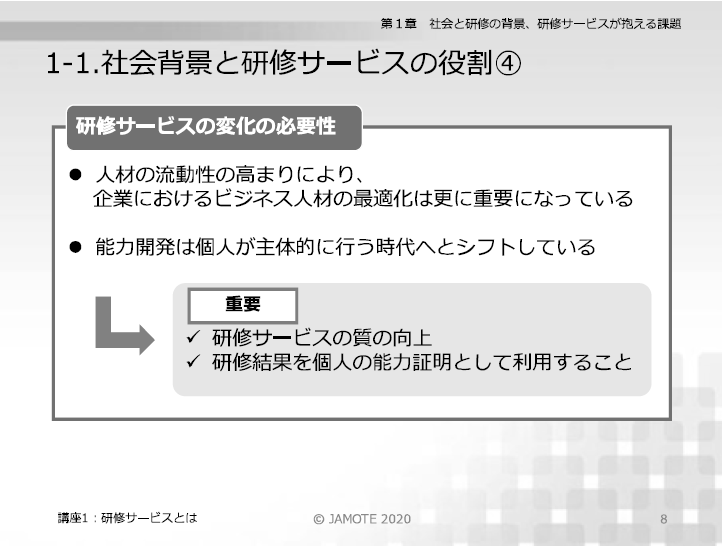 第１章　社会と研修の背景、研修サービスが抱える課題
1-1.社会背景と研修サービスの役割④
研修サービスの変化の必要性
● 人材の流動性の高まりにより、
企業におけるビジネス人材の最適化は更に重要になっている
● 能力開発は個人が主体的に行う時代へとシフトしている
重要
✓ 研修サービスの質の向上
✓ 研修結果を個人の能力証明として利用すること
講座1：研修サービスとは
© JAMOTE 2020
8